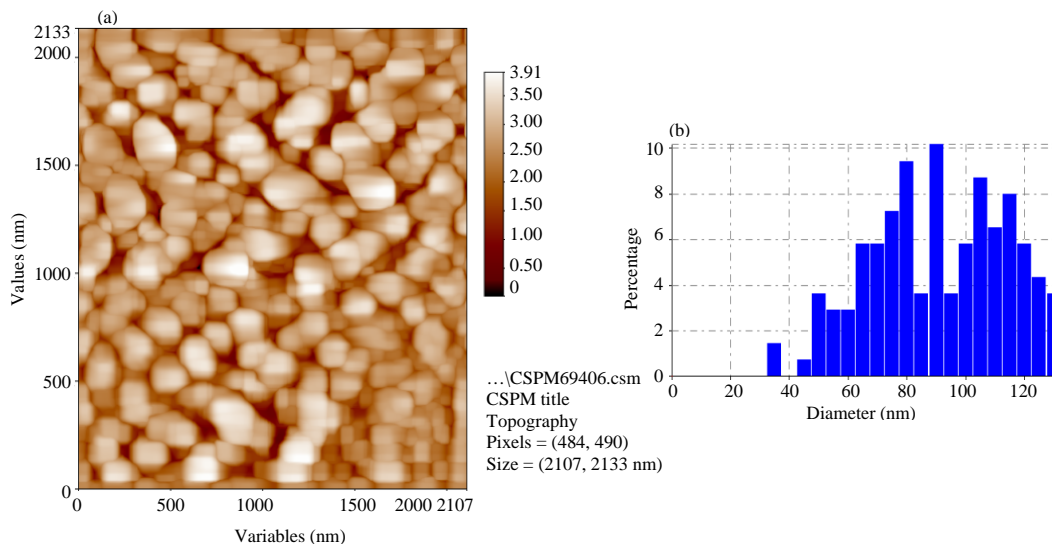 (a)
2133
2000
1500
1000
500
0
Values (nm)
0 500 1000 1500 2000 2107
Variables (nm)
3.91
3.50
3.00
2.50
2.00
1.50
1.00
0.50
0
…\CSPM69406.csm
CSPM title
Topography
Pixels = (484, 490)
Size = (2107, 2133 nm)
(b)
10
8
6
4
2
0
Percentage
0 20 40 60 80 100 120
Diameter (nm)